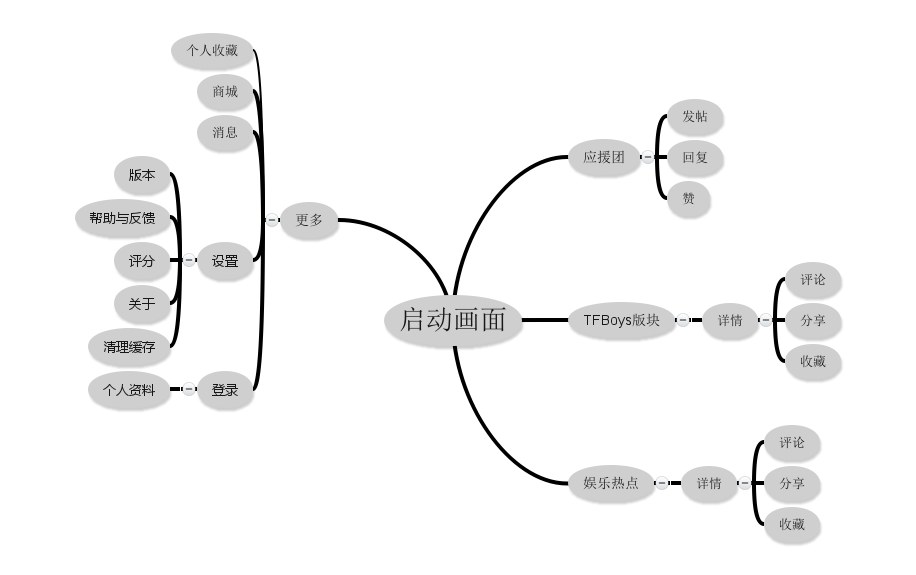 启动画面
应援团
发帖
回复
赞
TFBoys版块
详情
评论
分享
收藏
娱乐热点
详情
评论
分享
收藏
更多
个人收藏
商城
消息
设置
版本
帮助与反馈
评分
关于
清理缓存
登录
个人资料